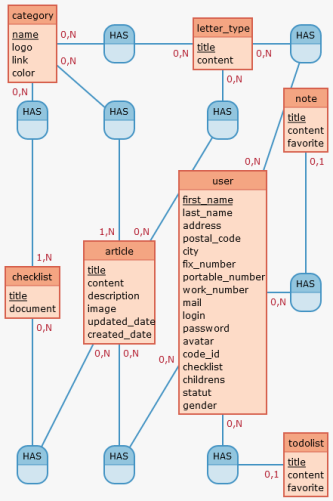 category
name
logo
link
color
0,N
0,N
0,N
HAS
letter_type
title
content
0,N
0,N
0,N
HAS
HAS
HAS
HAS
note
title
content
favorite
0,1
0,N
user
first_name
last_name
address
postal_code
city
fix_number
portable_number
work_number
mail
login
password
avatar
code_id
checklist
childrens
statut
gender
1,N
0,N
article
title
content
description
image
updated_date
created_date
0,N
0,N
1,N
checklist
title
document
0,N
0,N
0,N
HAS
0,N
HAS
HAS
HAS
0,1
todolist
title
content
favorite